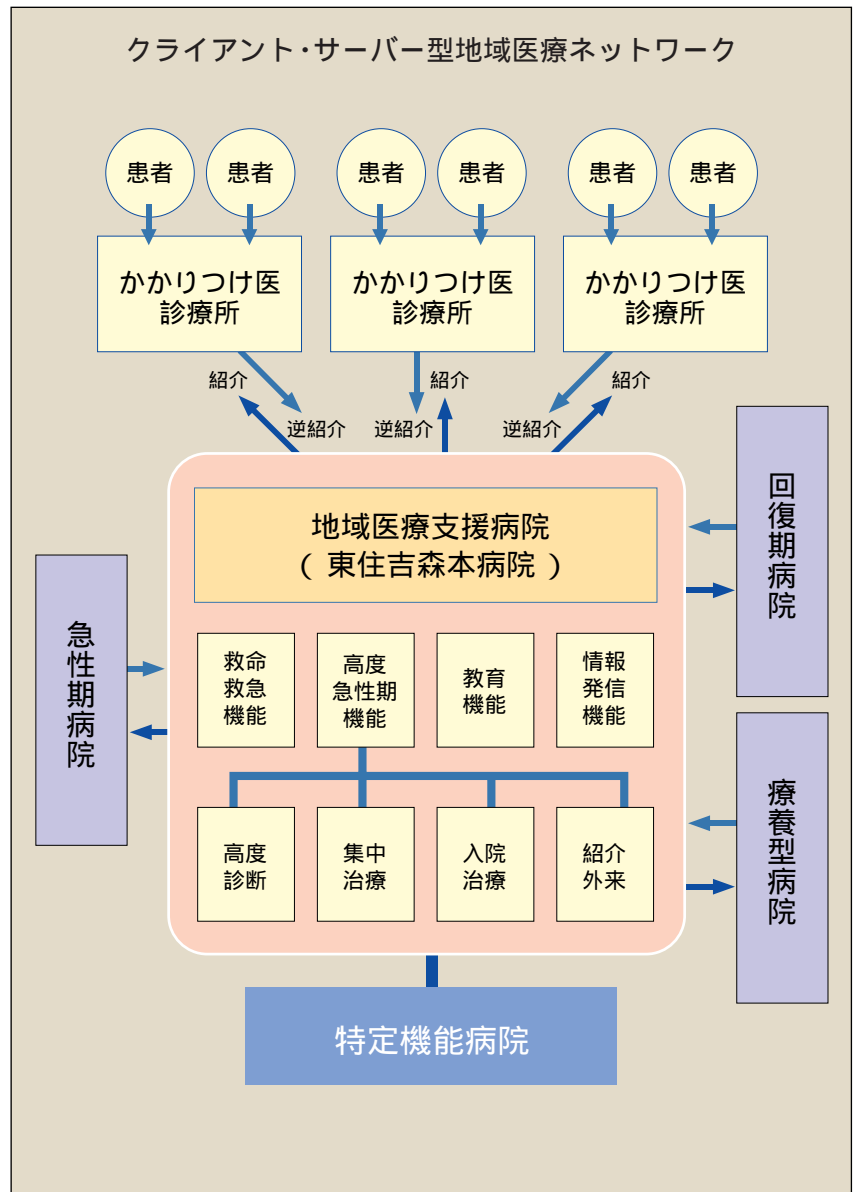 クライアント・サーバー型地域医療ネットワーク
患者
患者
患者
患者
患者
患者
かかりつけ医
診療所
かかりつけ医
診療所
かかりつけ医
診療所
紹介
逆紹介
紹介
逆紹介
紹介
逆紹介
地域医療支援病院
(東住吉森本病院)
救命
救急
機能
高度
急性期
機能
教育
機能
情報
発信
機能
高度
診断
集中
治療
入院
治療
紹介
外来
急性期病院
回復期病院
療養型病院
特定機能病院